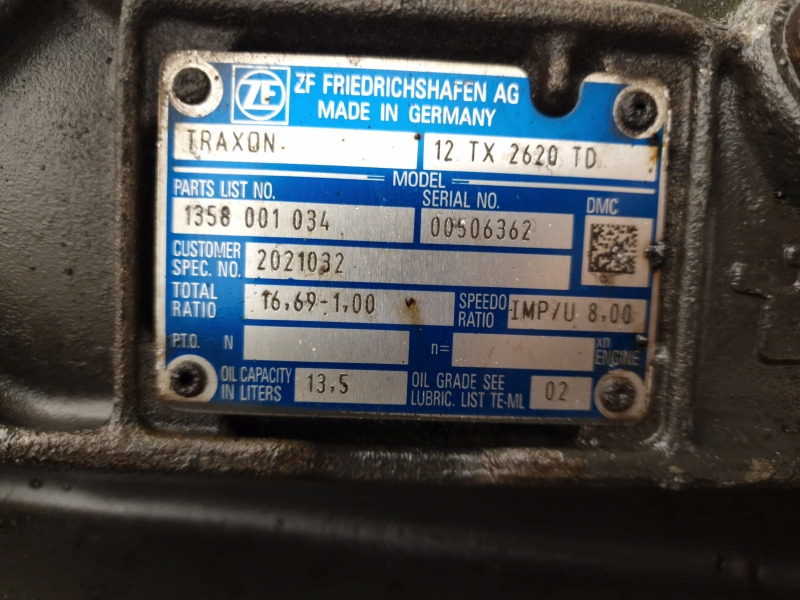 ZF
ZF FRIEDRICHSHAFEN AG
MADE IN GERMANY
TRAXON 12 TX 2620 TD
MODEL
PARTS LIST NO. SERIAL NO. DMC
1358 001 034 00506362
CUSTOMER SPEC. NO. 2021032
TOTAL RATIO 16,69-1,00 SPEEDO RATIO IMP/U 8,00
P.T.O. N n= xn ENGINE
OIL CAPACITY IN LITERS 13,5 OIL GRADE SEE LUBRIC. LIST TE-ML 02